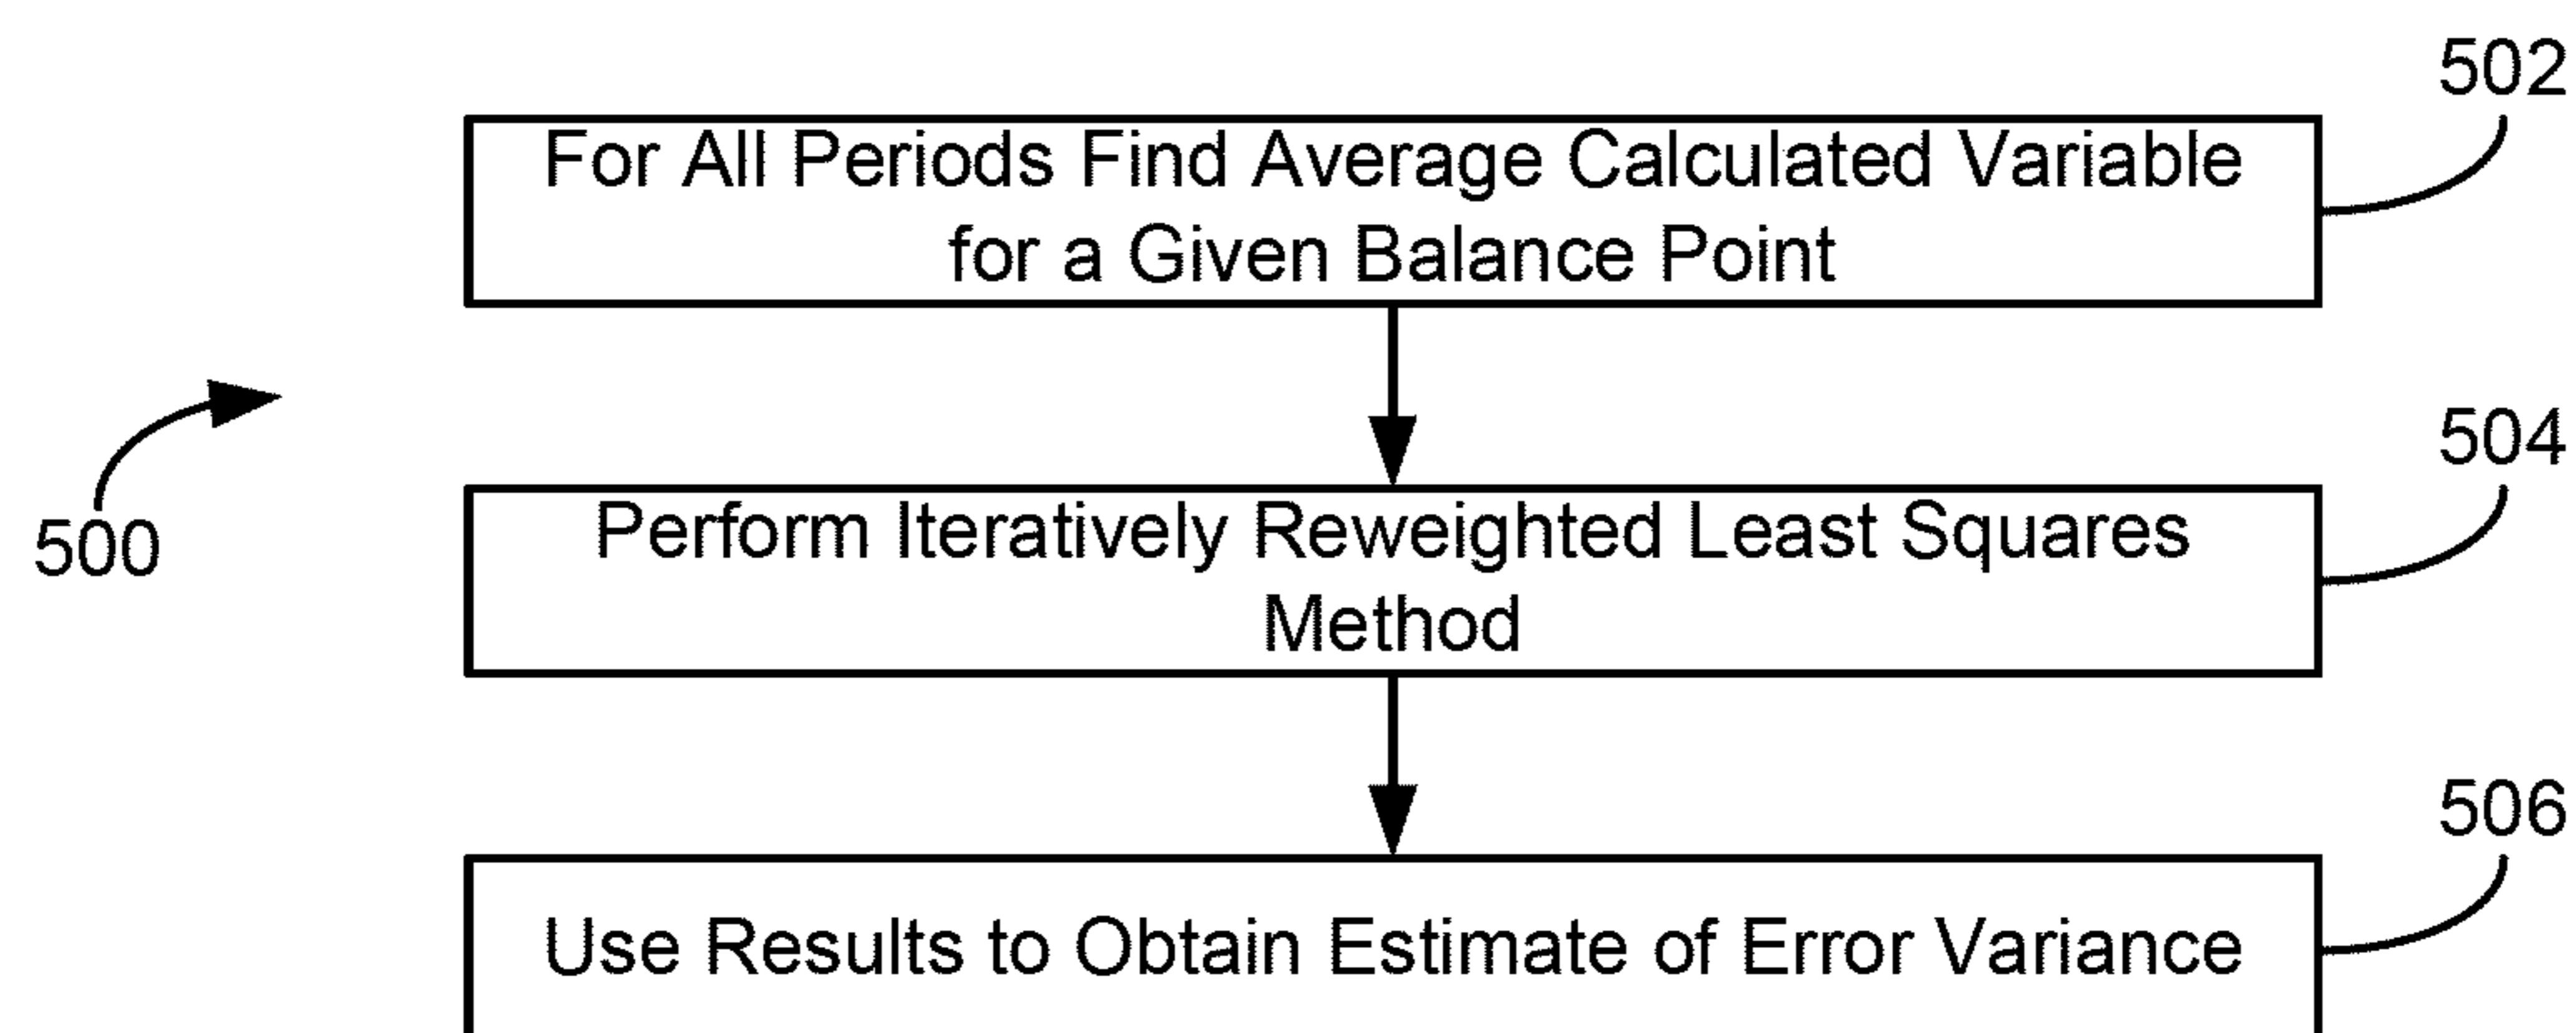 502
For All Periods Find Average Calculated Variable
for a Given Balance Point
504
Perform Iteratively Reweighted Least Squares
Method
500
506
Use Results to Obtain Estimate of Error Variance